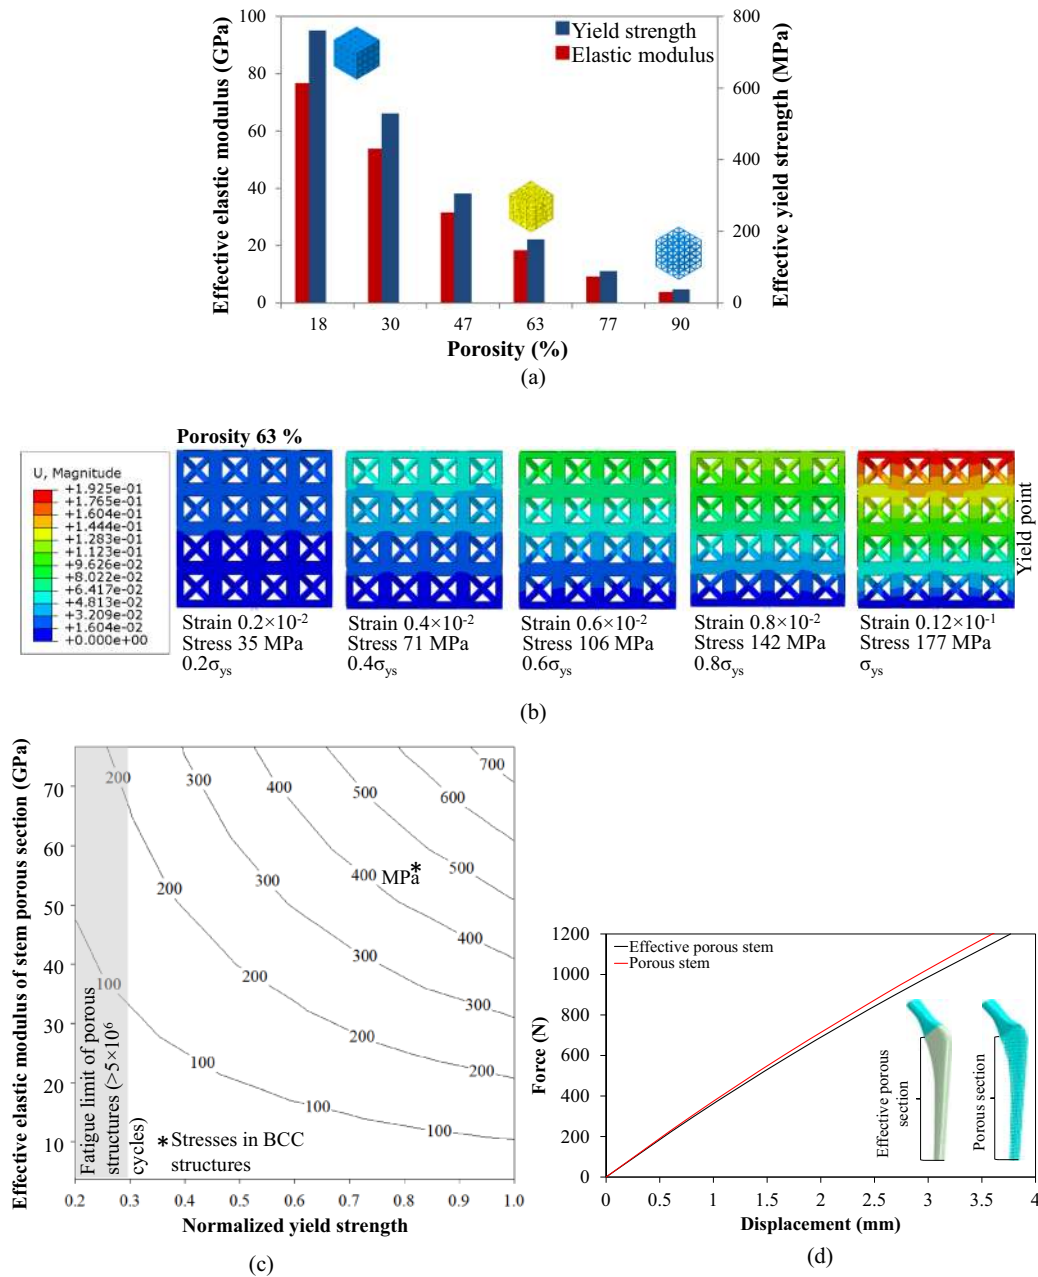 100
80
60
40
20
0
Effective elastic modulus (GPa)
Yield strength
Elastic modulus
800
600
400
200
0
Effective yield strength (MPa)
18 30 47 63 77 90
Porosity (%)
(a)
Porosity 63 %
U, Magnitude
+1.925e-01
+1.765e-01
+1.604e-01
+1.444e-01
+1.283e-01
+1.123e-01
+9.626e-02
+8.022e-02
+6.417e-02
+4.813e-02
+3.209e-02
+1.604e-02
+0.000e+00
Strain 0.2×10⁻²
Stress 35 MPa
0.2σys
Strain 0.4×10⁻²
Stress 71 MPa
0.4σys
Strain 0.6×10⁻²
Stress 106 MPa
0.6σys
Strain 0.8×10⁻²
Stress 142 MPa
0.8σys
Strain 0.12×10⁻¹
Stress 177 MPa
σys
Yield point
(b)
Effective elastic modulus of stem porous section (GPa)
70
60
50
40
30
20
10
200 300 400 500 600 700
200 300 400 500
MPa*
100 200 300 400
100 200 300
100 200
100
Fatigue limit of porous
structures (>5×10⁶
cycles)
* Stresses in BCC
structures
0.2 0.3 0.4 0.5 0.6 0.7 0.8 0.9 1.0
Normalized yield strength
(c)
Force (N)
1200
1000
800
600
400
200
0
Effective porous stem
Porous stem
Effective porous
section
Porous section
0 0.5 1 1.5 2 2.5 3 3.5 4
Displacement (mm)
(d)